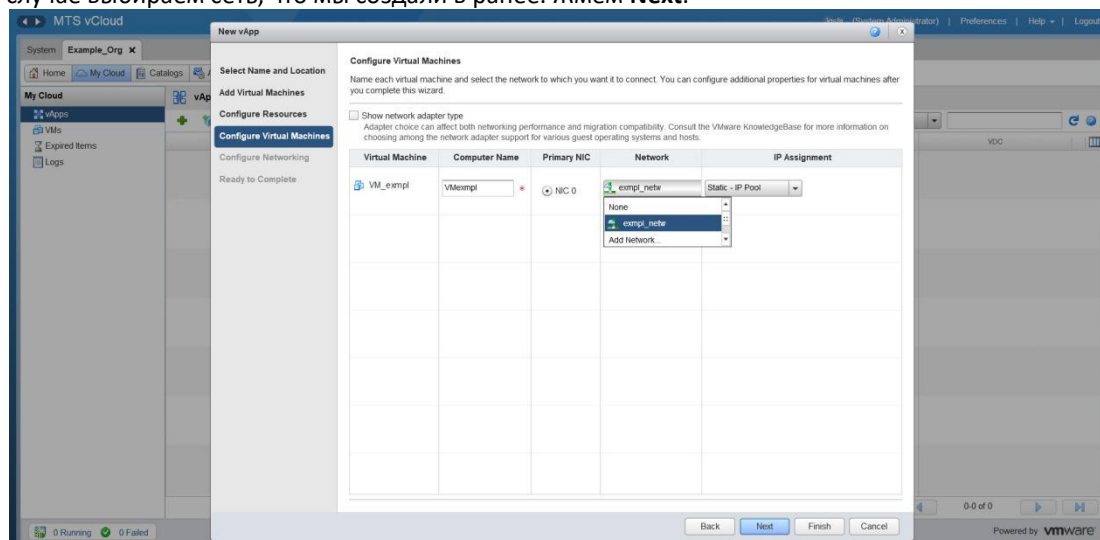 случае выбираем сеть, что мы создали в ранее. Жмем Next.
MTS vCloud
(System Administrator) | Preferences | Help | Logout
New vApp
System Example_Org
Home My Cloud Catalogs
My Cloud
vApps
VMs
Expired Items
Logs
Select Name and Location
Add Virtual Machines
Configure Resources
Configure Virtual Machines
Configure Networking
Ready to Complete
Configure Virtual Machines
Name each virtual machine and select the network to which you want it to connect. You can configure additional properties for virtual machines after
you complete this wizard.
Show network adapter type
Adapter choice can affect both networking performance and migration compatibility. Consult the VMware KnowledgeBase for more information on
choosing among the network adapter support for various guest operating systems and hosts.
Virtual Machine Computer Name Primary NIC Network IP Assignment
VM_exmpl VMexmpl * NIC 0 exmpl_netw Static - IP Pool
None
exmpl_netw
Add Network...
VDC
0-0 of 0
Back Next Finish Cancel
0 Running 0 Failed
Powered by vmware